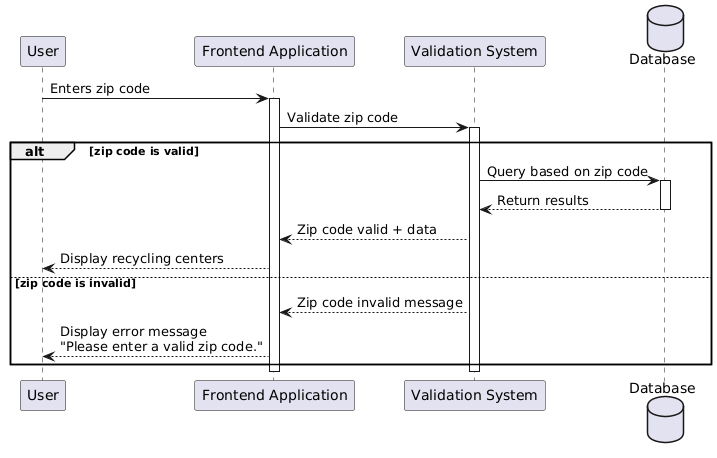 User
Frontend Application
Validation System
Database
Enters zip code
Validate zip code
alt
[zip code is valid]
Query based on zip code
Return results
Zip code valid + data
Display recycling centers
[zip code is invalid]
Zip code invalid message
Display error message
"Please enter a valid zip code."
User
Frontend Application
Validation System
Database